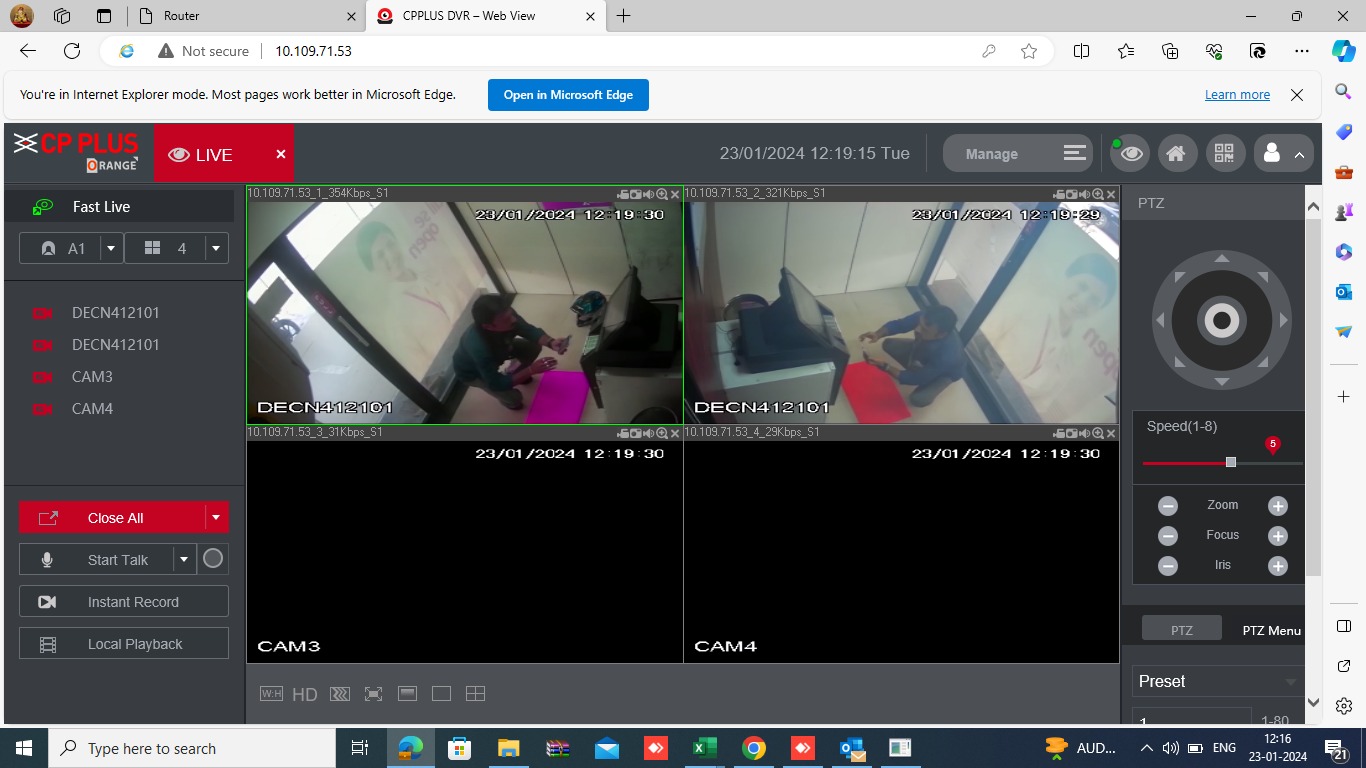 Router
CPPLUS DVR – Web View
Not secure
10.109.71.53
You're in Internet Explorer mode. Most pages work better in Microsoft Edge.
Open in Microsoft Edge
Learn more
CP PLUS
ORANGE
LIVE
23/01/2024 12:19:15 Tue
Manage
Fast Live
A1
4
DECN412101
DECN412101
CAM3
CAM4
Close All
Start Talk
Instant Record
Local Playback
10.109.71.53_1_354Kbps_S1
23/01/2024 12:19:30
open
DECN412101
10.109.71.53_2_321Kbps_S1
23/01/2024 12:19:29
open
DECN412101
10.109.71.53_3_31Kbps_S1
23/01/2024 12:19:30
CAM3
10.109.71.53_4_29Kbps_S1
23/01/2024 12:19:30
CAM4
W:H
HD
PTZ
Speed(1-8)
5
Zoom
Focus
Iris
PTZ
PTZ Menu
Preset
1
1-80
Type here to search
AUD...
ENG
12:16
23-01-2024
21